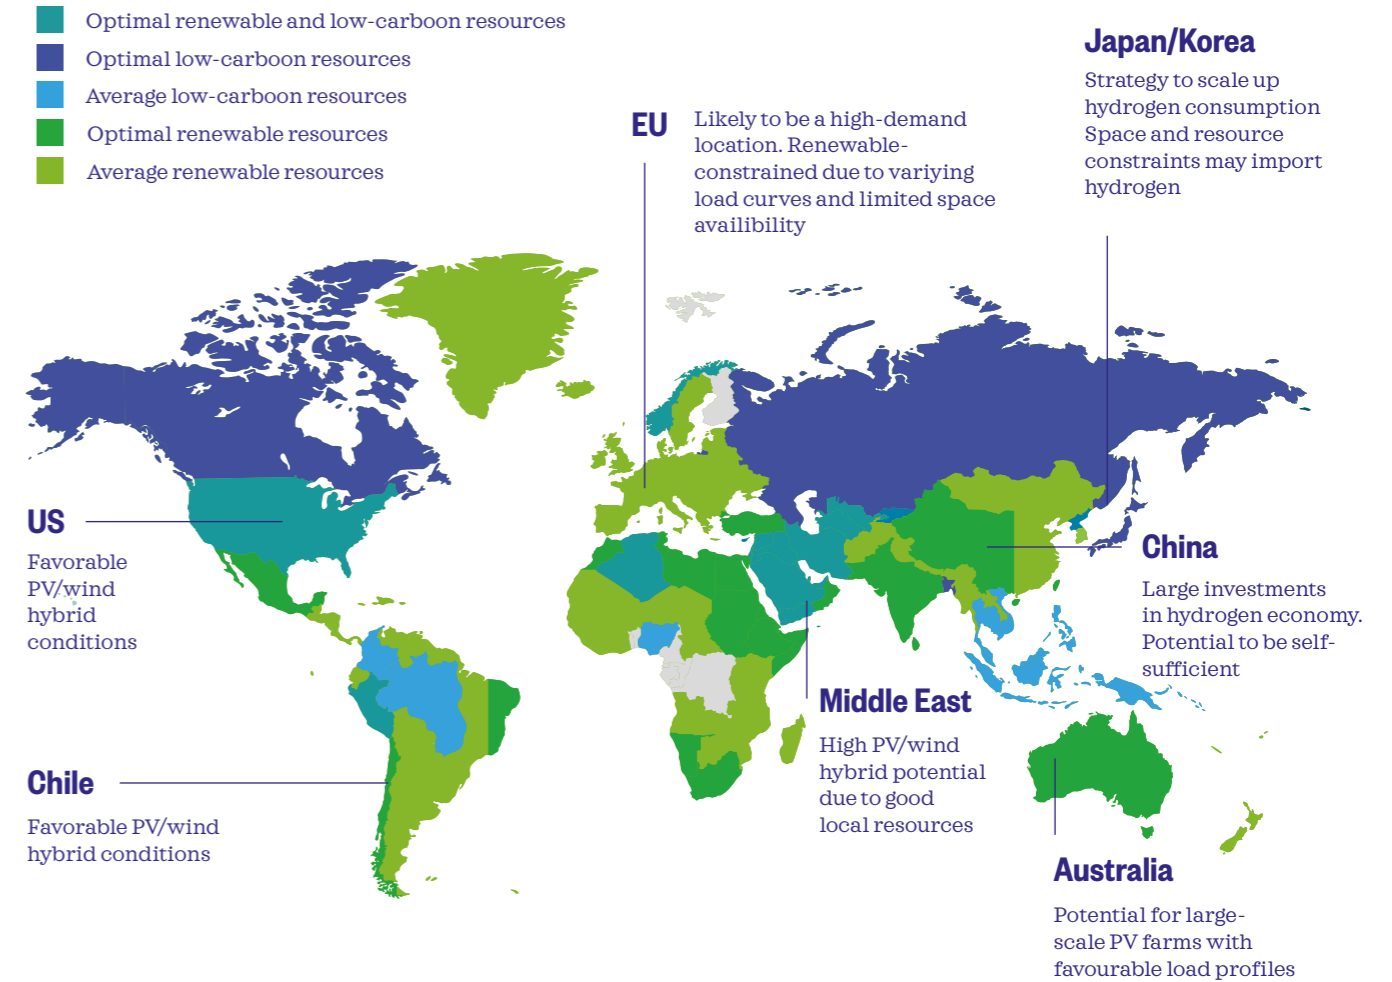 Optimal renewable and low-carboon resources
Optimal low-carboon resources
Average low-carboon resources
Optimal renewable resources
Average renewable resources
EU
Likely to be a high-demand
location. Renewable-
constrained due to variying
load curves and limited space
availibility
Japan/Korea
Strategy to scale up
hydrogen consumption
Space and resource
constraints may import
hydrogen
US
Favorable
PV/wind
hybrid
conditions
China
Large investments
in hydrogen economy.
Potential to be self-
sufficient
Middle East
High PV/wind
hybrid potential
due to good
local resources
Chile
Favorable PV/wind
hybrid conditions
Australia
Potential for large-
scale PV farms with
favourable load profiles